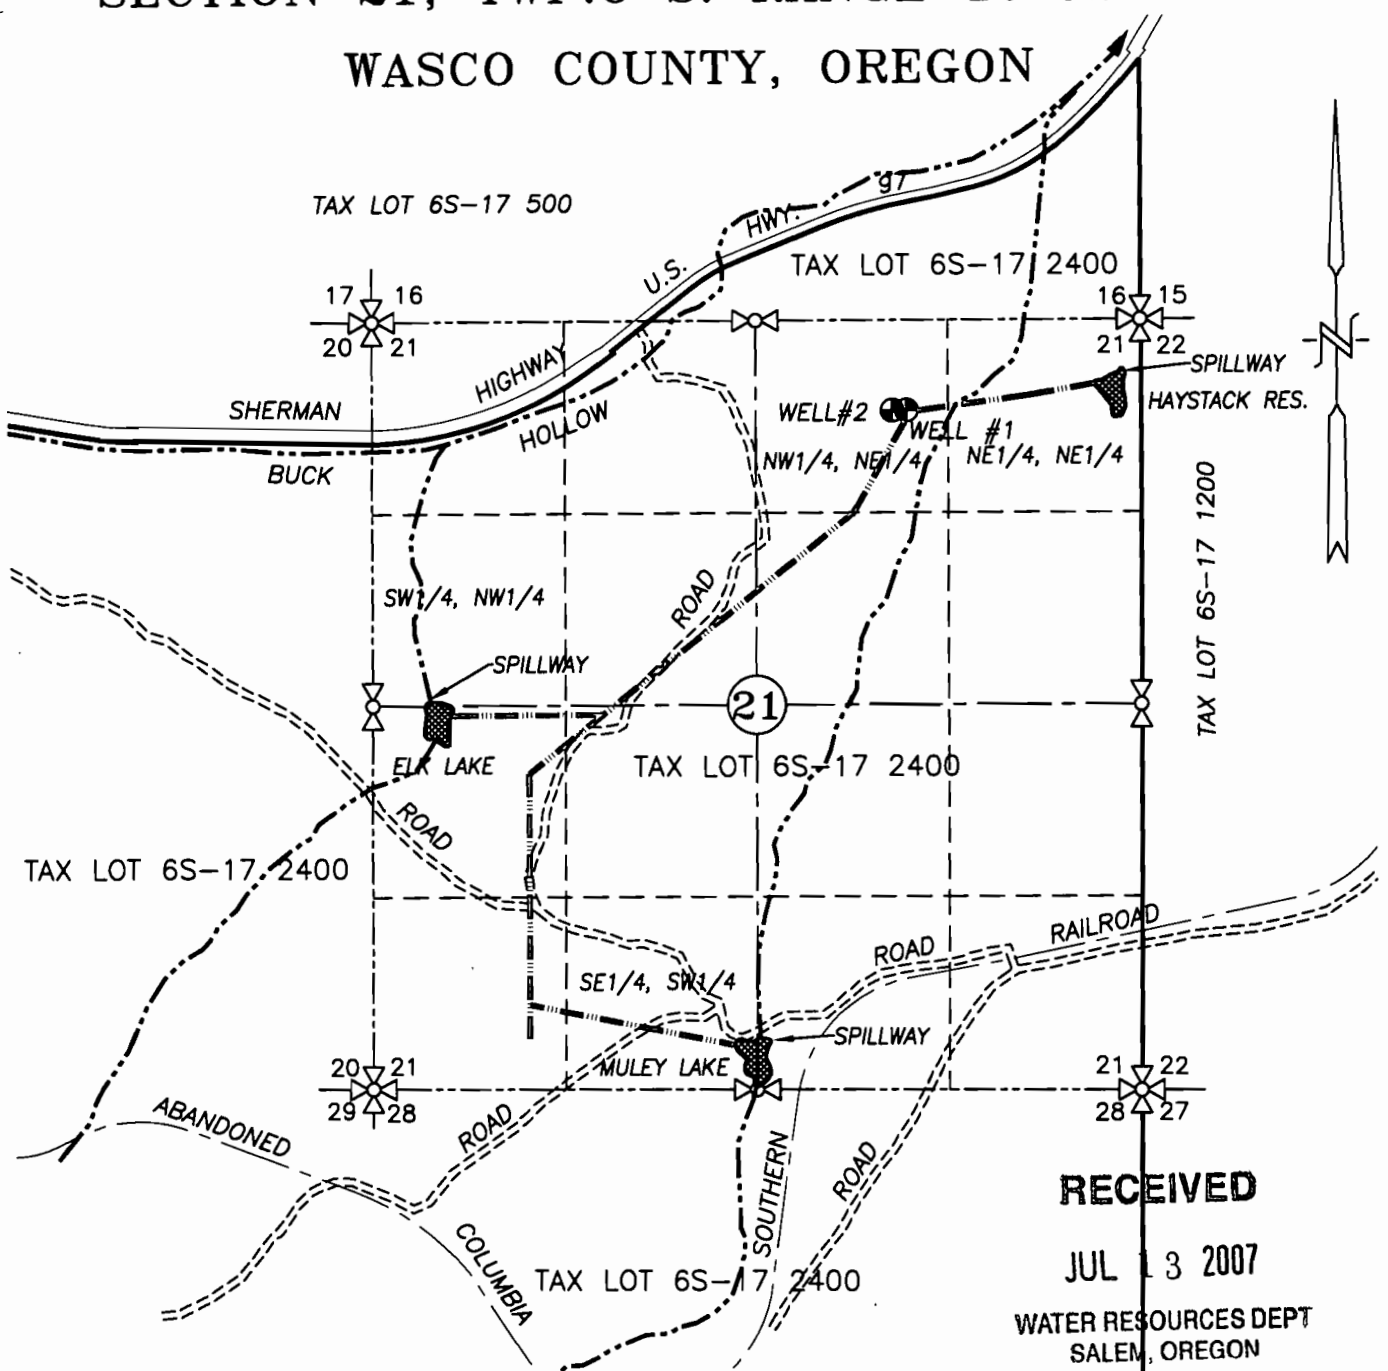 WASCO COUNTY, OREGON
TAX LOT 6S-17 500
HWY.
97
U.S.
TAX LOT 6S-17 2400
17 16
20 21
16 15
21 22
HIGHWAY
SHERMAN
HOLLOW
BUCK
SPILLWAY
HAYSTACK RES.
WELL#2
WELL #1
NW1/4, NE1/4
NE1/4, NE1/4
TAX LOT 6S-17 1200
SW1/4, NW1/4
ROAD
SPILLWAY
21
ELK LAKE
TAX LOT 6S-17 2400
ROAD
TAX LOT 6S-17 2400
RAILROAD
ROAD
SE1/4, SW1/4
SPILLWAY
MULEY LAKE
20 21
29 28
21 22
28 27
ABANDONED
ROAD
SOUTHERN
ROAD
COLUMBIA
TAX LOT 6S-17 2400
RECEIVED
JUL 13 2007
WATER RESOURCES DEPT
SALEM, OREGON